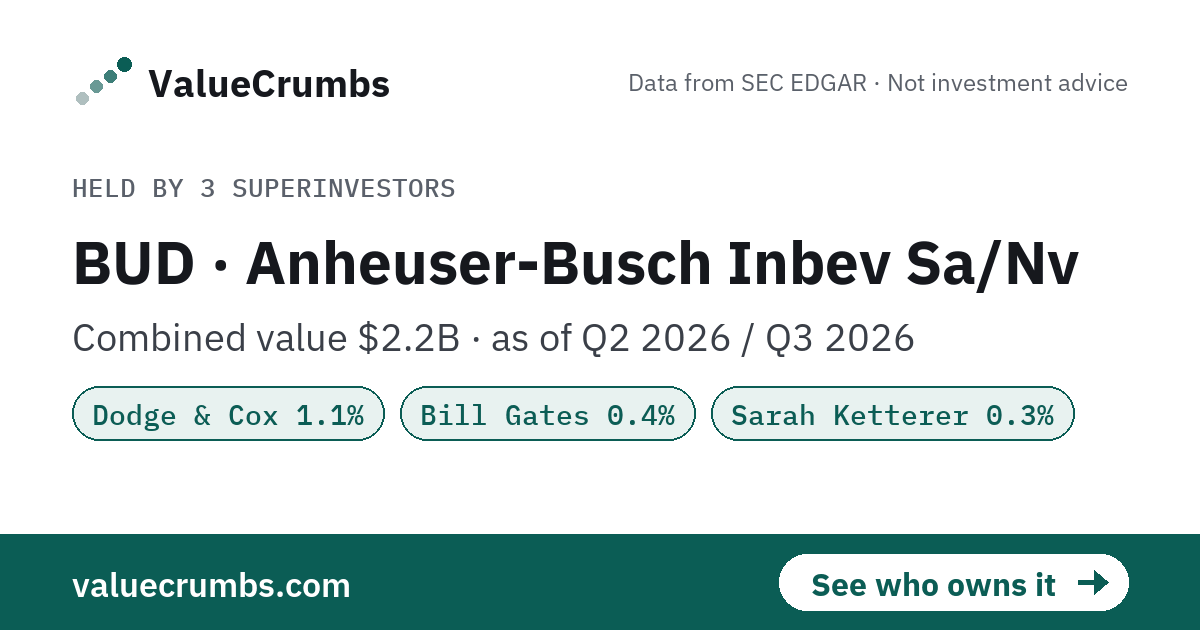 ValueCrumbs
Data from SEC EDGAR · Not investment advice
HELD BY 3 SUPERINVESTORS
BUD · Anheuser-Busch Inbev Sa/Nv
Combined value $2.2B · as of Q2 2026 / Q3 2026
Dodge & Cox 1.1%
Bill Gates 0.4%
Sarah Ketterer 0.3%
valuecrumbs.com
See who owns it